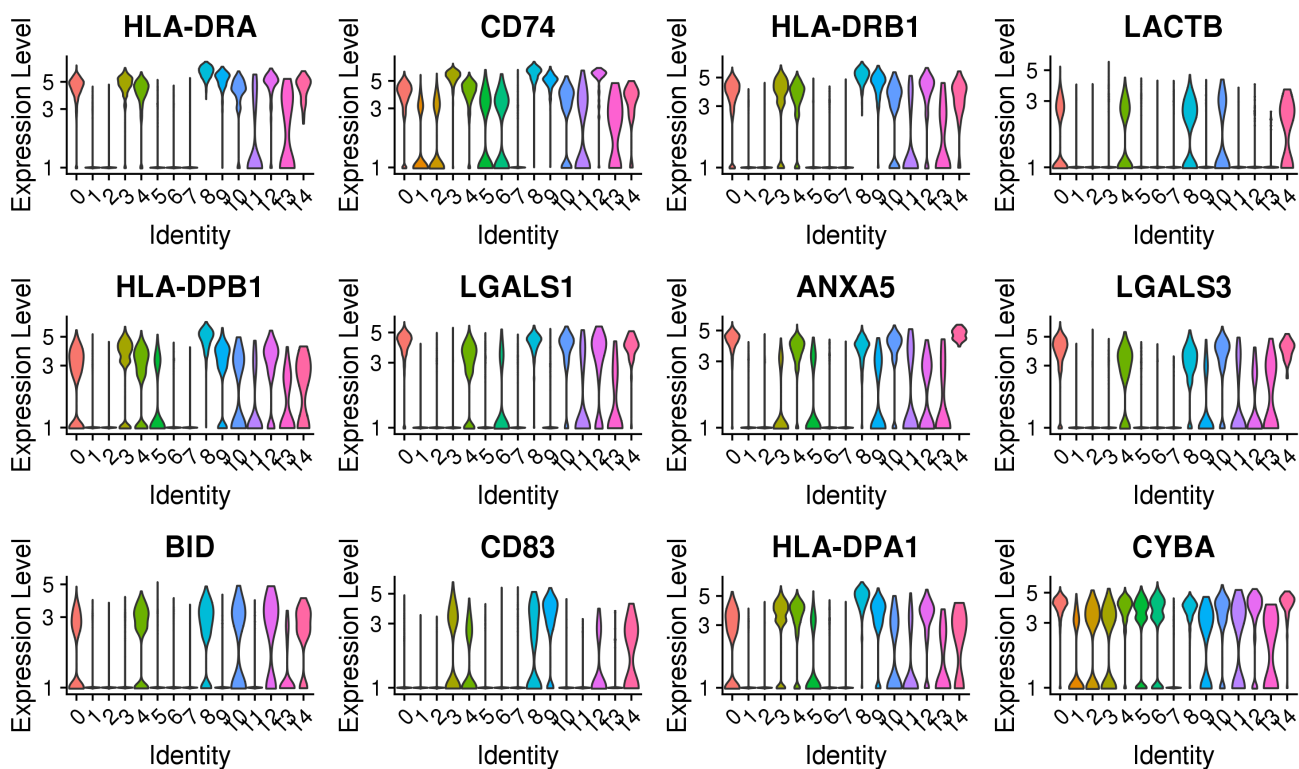 HLA-DRA CD74 HLA-DRB1 LACTB
Expression Level Expression Level Expression Level Expression Level
5 5 5 5
3 3 3 3
1 1 1 1
0 1 2 3 4 5 6 7 8 9 10 11 12 13 14 0 1 2 3 4 5 6 7 8 9 10 11 12 13 14 0 1 2 3 4 5 6 7 8 9 10 11 12 13 14 0 1 2 3 4 5 6 7 8 9 10 11 12 13 14
Identity Identity Identity Identity
HLA-DPB1 LGALS1 ANXA5 LGALS3
Expression Level Expression Level Expression Level Expression Level
5 5 5 5
3 3 3 3
1 1 1 1
0 1 2 3 4 5 6 7 8 9 10 11 12 13 14 0 1 2 3 4 5 6 7 8 9 10 11 12 13 14 0 1 2 3 4 5 6 7 8 9 10 11 12 13 14 0 1 2 3 4 5 6 7 8 9 10 11 12 13 14
Identity Identity Identity Identity
BID CD83 HLA-DPA1 CYBA
Expression Level Expression Level Expression Level Expression Level
5 5 5 5
3 3 3 3
1 1 1 1
0 1 2 3 4 5 6 7 8 9 10 11 12 13 14 0 1 2 3 4 5 6 7 8 9 10 11 12 13 14 0 1 2 3 4 5 6 7 8 9 10 11 12 13 14 0 1 2 3 4 5 6 7 8 9 10 11 12 13 14
Identity Identity Identity Identity